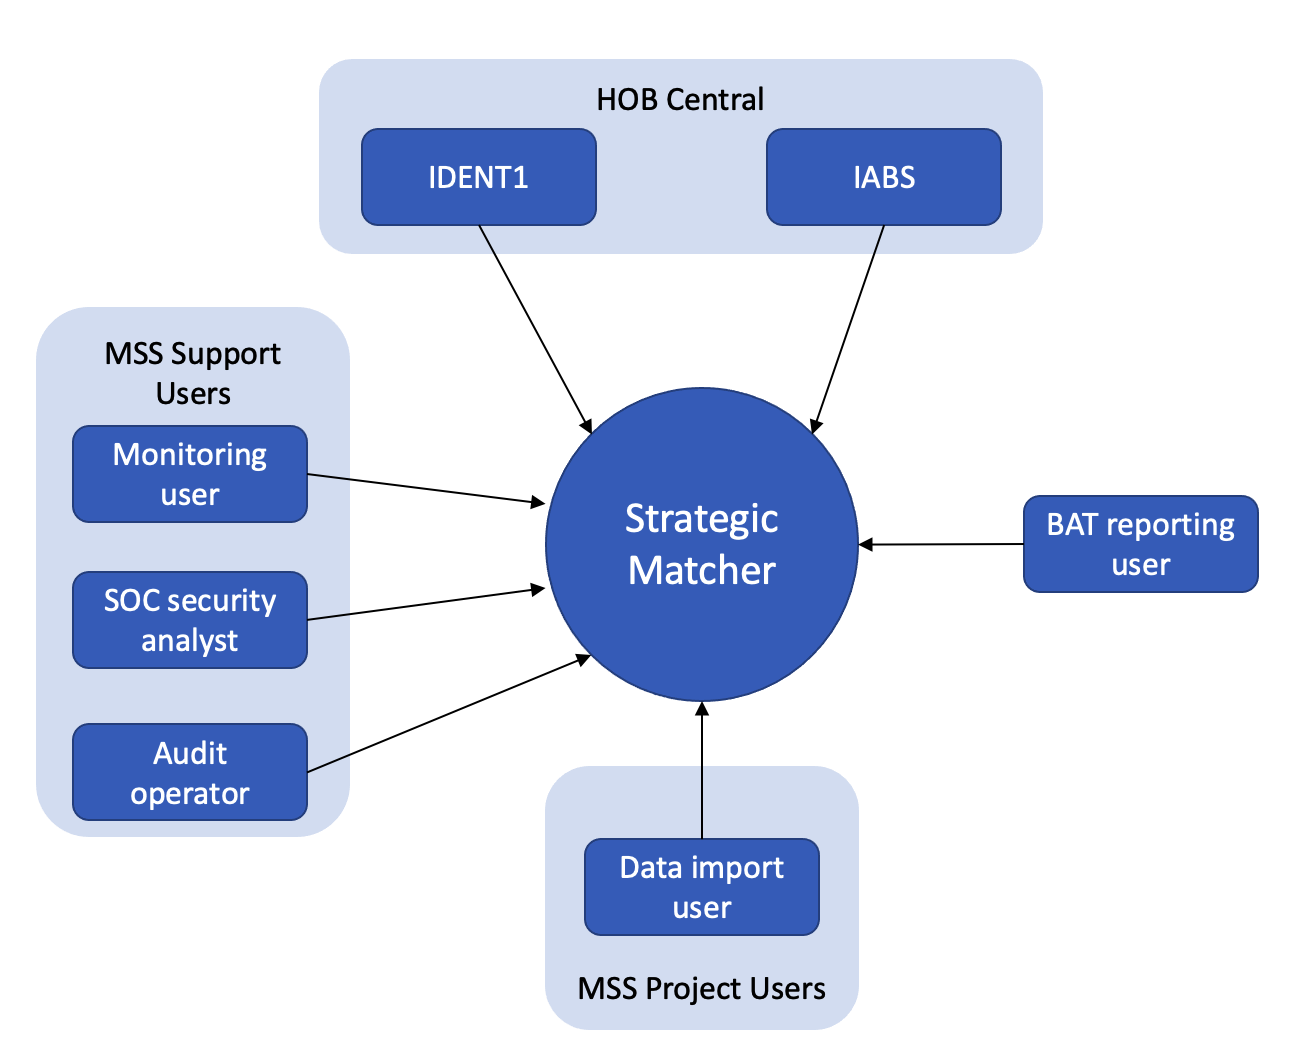 HOB Central
IDENT1
IABS
MSS Support
Users
Monitoring
user
SOC security
analyst
Audit
operator
Strategic
Matcher
BAT reporting
user
Data import
user
MSS Project Users